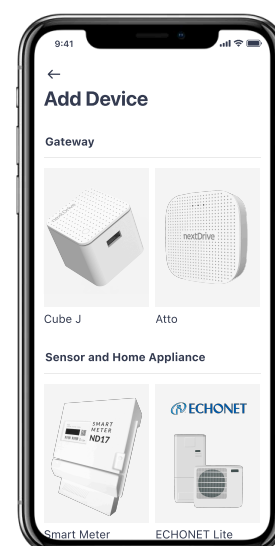 9:41
Add Device
Gateway
nextDrive
nextDrive
Cube J
Atto
Sensor and Home Appliance
SMART
METER
ND17
ECHONET
Smart Meter
ECHONET Lite